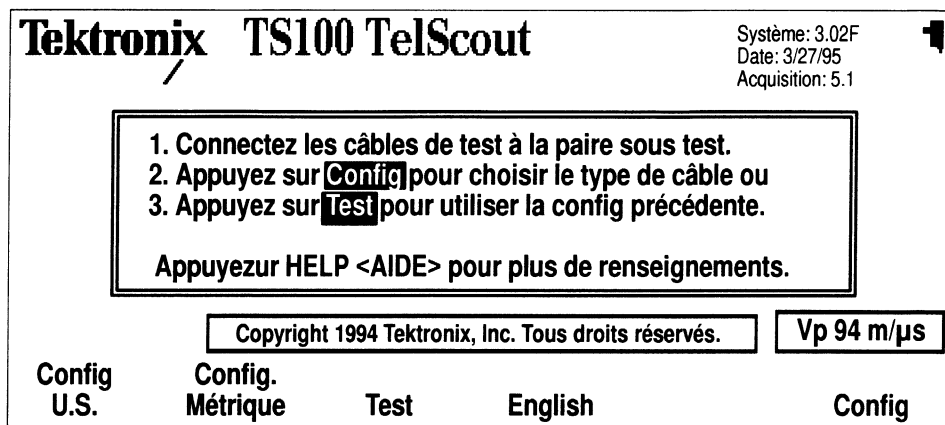 Tektronix TS100 TelScout
Système: 3.02F
Date: 3/27/95
Acquisition: 5.1
1. Connectez les câbles de test à la paire sous test.
2. Appuyez sur Config pour choisir le type de câble ou
3. Appuyez sur Test pour utiliser la config précédente.
Appuyezur HELP <AIDE> pour plus de renseignements.
Copyright 1994 Tektronix, Inc. Tous droits réservés.
Vp 94 m/µs
Config U.S.
Config. Métrique
Test
English
Config